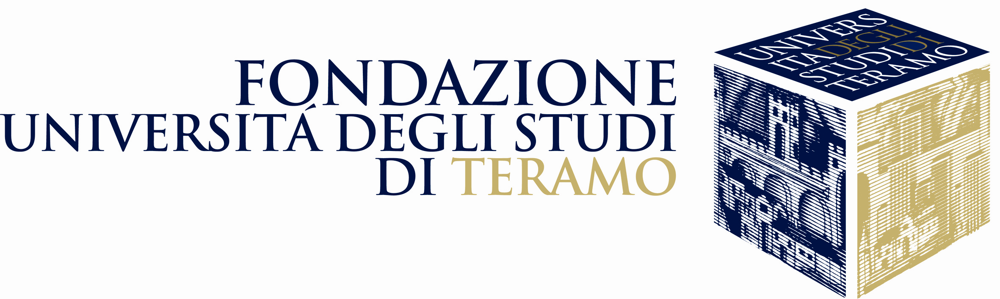 FONDAZIONE
UNIVERSITÁ DEGLI STUDI
DI TERAMO
UNIVERS
ITADEGLI
STUDIDI
TERAMO